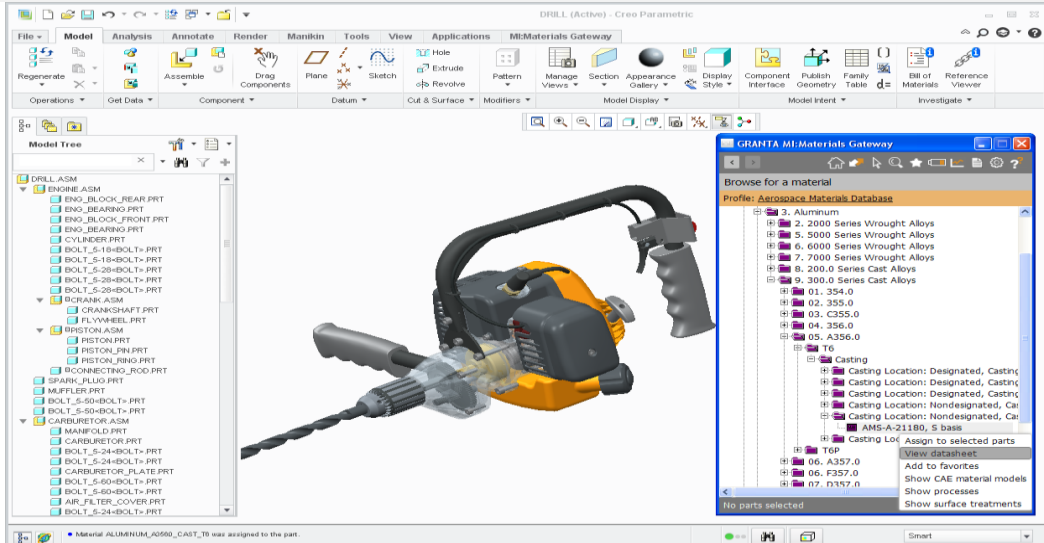 DRILL (Active) - Creo Parametric
File Model Analysis Annotate Render Manikin Tools View Applications MI:Materials Gateway
Regenerate
Assemble
Drag Components
Plane
Sketch
Hole
Extrude
Revolve
Pattern
Manage Views
Section
Appearance Gallery
Display Style
Component Interface
Publish Geometry
Family Table
d=
Bill of Materials
Reference Viewer
Operations Get Data Component Datum Cut & Surface Modifiers Model Display Model Intent Investigate
Model Tree
DRILL.ASM
ENGINE.ASM
ENG_BLOCK_REAR.PRT
ENG_BEARING.PRT
ENG_BLOCK_FRONT.PRT
ENG_BEARING.PRT
CYLINDER.PRT
BOLT_5-18<BOLT>.PRT
BOLT_5-18<BOLT>.PRT
BOLT_5-28<BOLT>.PRT
BOLT_5-28<BOLT>.PRT
BOLT_5-28<BOLT>.PRT
CRANK.ASM
CRANKSHAFT.PRT
FLYWHEEL.PRT
PISTON.ASM
PISTON.PRT
PISTON_PIN.PRT
PISTON_RING.PRT
CONNECTING_ROD.PRT
SPARK_PLUG.PRT
MUFFLER.PRT
BOLT_5-50<BOLT>.PRT
BOLT_5-50<BOLT>.PRT
CARBURETOR.ASM
MANIFOLD.PRT
CARBURETOR.PRT
BOLT_5-24<BOLT>.PRT
BOLT_5-24<BOLT>.PRT
CARBURETOR_PLATE.PRT
BOLT_5-60<BOLT>.PRT
BOLT_5-60<BOLT>.PRT
AIR_FILTER_COVER.PRT
BOLT_5-24<BOLT>.PRT
GRANTA MI:Materials Gateway
Browse for a material
Profile: Aerospace Materials Database
3. Aluminum
2. 2000 Series Wrought Alloys
5. 5000 Series Wrought Alloys
6. 6000 Series Wrought Alloys
7. 7000 Series Wrought Alloys
8. 200.0 Series Cast Alloys
9. 300.0 Series Cast Alloys
01. 354.0
02. 355.0
03. C355.0
04. 356.0
05. A356.0
T6
Casting
Casting Location: Designated, Casting
Casting Location: Designated, Casting
Casting Location: Nondesignated, Cas
Casting Location: Nondesignated, Cas
AMS-A-21180, S basis
Casting Loc
T6P
06. A357.0
06. F357.0
07. D357.0
Assign to selected parts
View datasheet
Add to favorites
Show CAE material models
Show processes
Show surface treatments
No parts selected
Material ALUMINUM_A3560_CAST_T6 was assigned to the part.
Smart